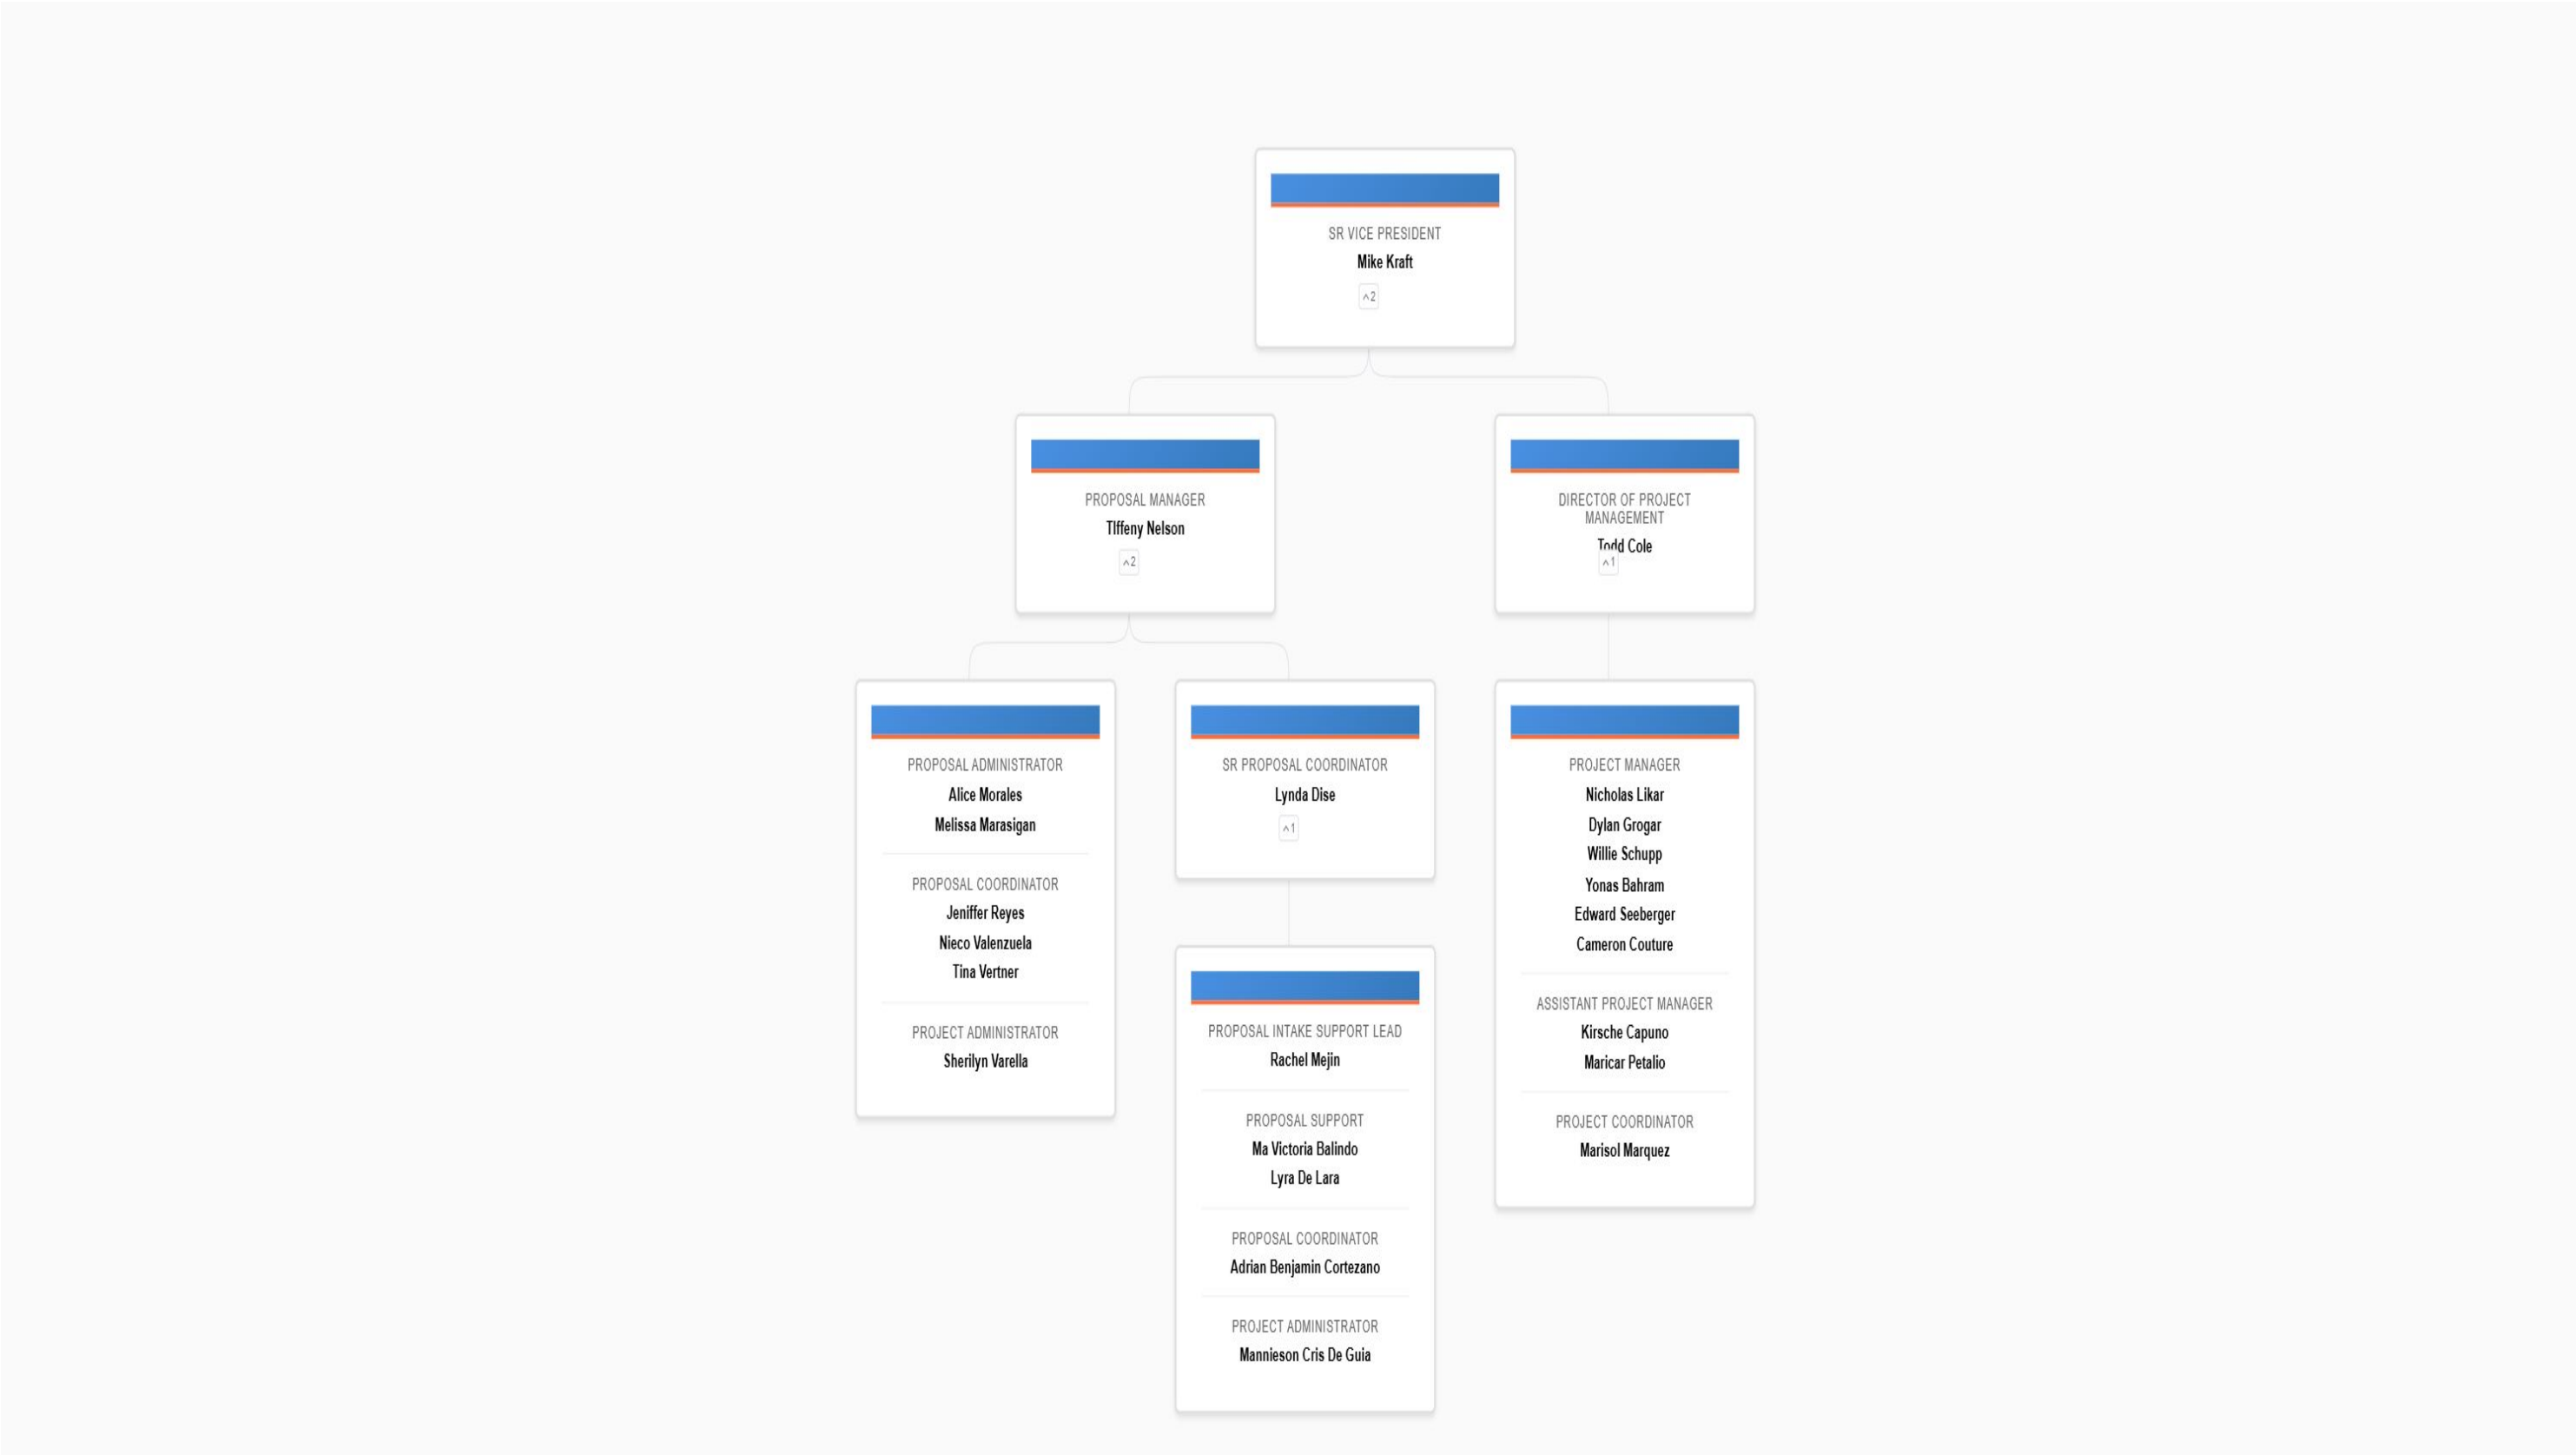 SR VICE PRESIDENT
Mike Kraft
^2
PROPOSAL MANAGER
TIffeny Nelson
^2
DIRECTOR OF PROJECT
MANAGEMENT
Todd Cole
^1
PROPOSAL ADMINISTRATOR
Alice Morales
Melissa Marasigan
PROPOSAL COORDINATOR
Jeniffer Reyes
Nieco Valenzuela
Tina Vertner
PROJECT ADMINISTRATOR
Sherilyn Varella
SR PROPOSAL COORDINATOR
Lynda Dise
^1
PROPOSAL INTAKE SUPPORT LEAD
Rachel Mejin
PROPOSAL SUPPORT
Ma Victoria Balindo
Lyra De Lara
PROPOSAL COORDINATOR
Adrian Benjamin Cortezano
PROJECT ADMINISTRATOR
Mannieson Cris De Guia
PROJECT MANAGER
Nicholas Likar
Dylan Grogar
Willie Schupp
Yonas Bahram
Edward Seeberger
Cameron Couture
ASSISTANT PROJECT MANAGER
Kirsche Capuno
Maricar Petalio
PROJECT COORDINATOR
Marisol Marquez